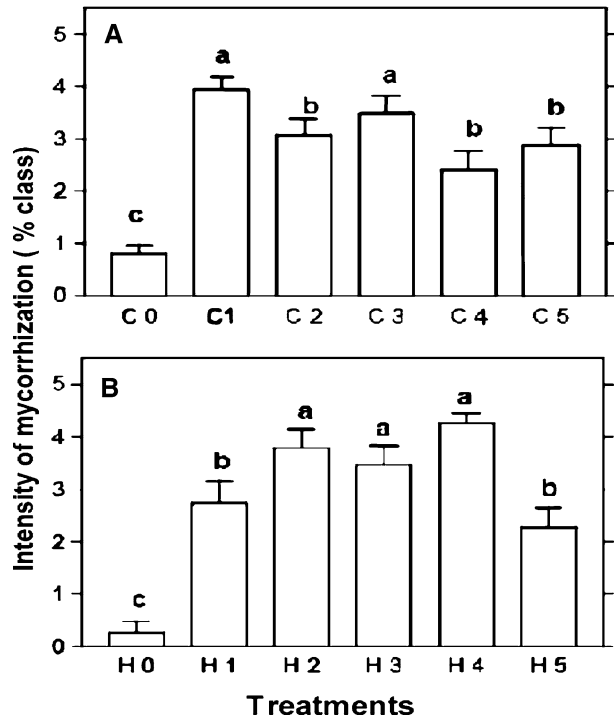 A
5
4
3
2
1
0
c
a
b
a
b
b
C 0 C1 C 2 C 3 C 4 C 5
Intensity of mycorrhization ( % class)
B
5
4
3
2
1
0
c
b
a
a
a
b
H 0 H 1 H 2 H 3 H 4 H 5
Treatments